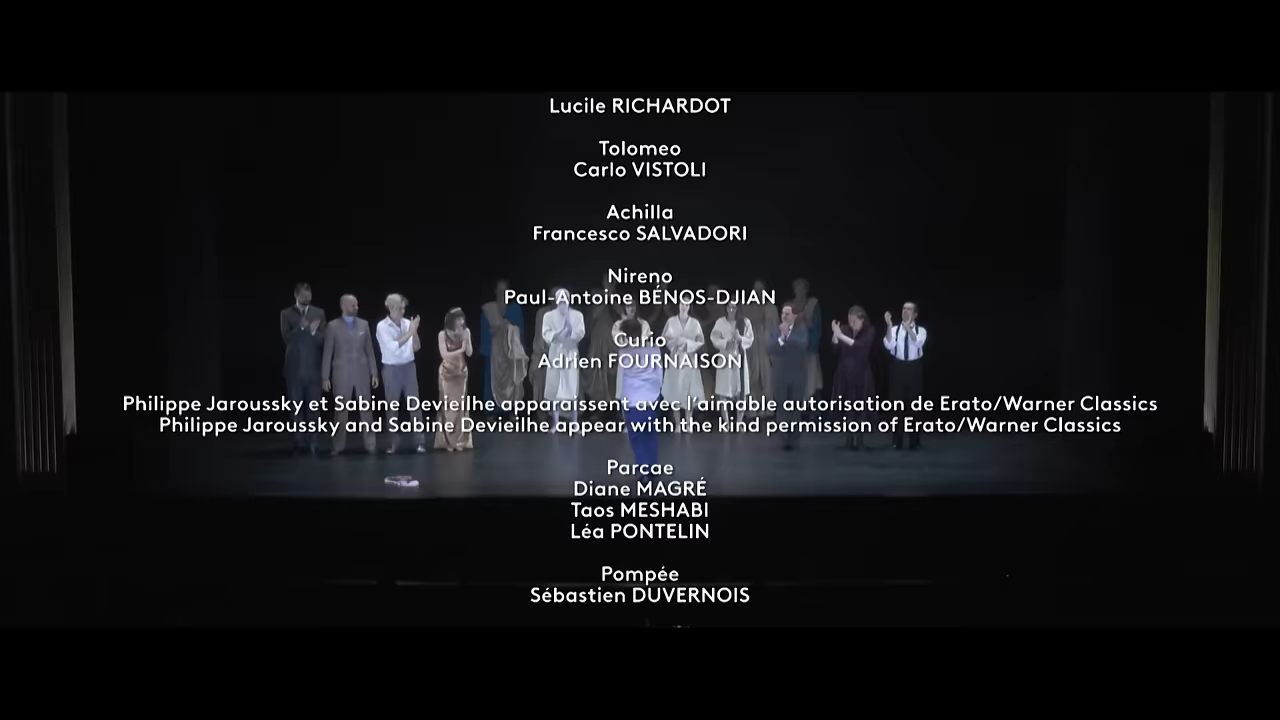 Lucile RICHARDOT
Tolomeo
Carlo VISTOLI
Achilla
Francesco SALVADORI
Nireno
Paul-Antoine BÉNOS-DJIAN
Curio
Adrien FOURNAISON
Philippe Jaroussky et Sabine Devieilhe apparaissent avec l'aimable autorisation de Erato/Warner Classics
Philippe Jaroussky and Sabine Devieilhe appear with the kind permission of Erato/Warner Classics
Parcae
Diane MAGRÉ
Taos MESHABI
Léa PONTELIN
Pompée
Sébastien DUVERNOIS